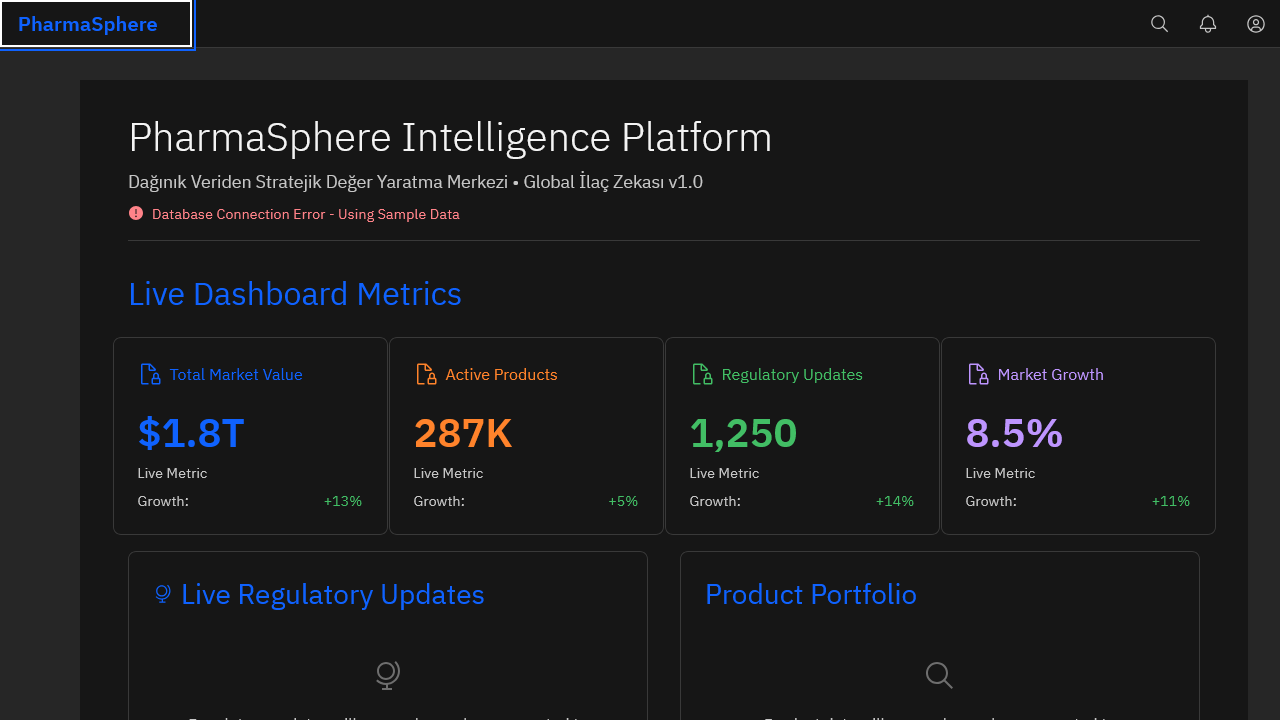 PharmaSphere
PharmaSphere Intelligence Platform
Dağınık Veriden Stratejik Değer Yaratma Merkezi • Global İlaç Zekası v1.0
Database Connection Error - Using Sample Data
Live Dashboard Metrics
Total Market Value
$1.8T
Live Metric
Growth: +13%
Active Products
287K
Live Metric
Growth: +5%
Regulatory Updates
1,250
Live Metric
Growth: +14%
Market Growth
8.5%
Live Metric
Growth: +11%
Live Regulatory Updates
Product Portfolio